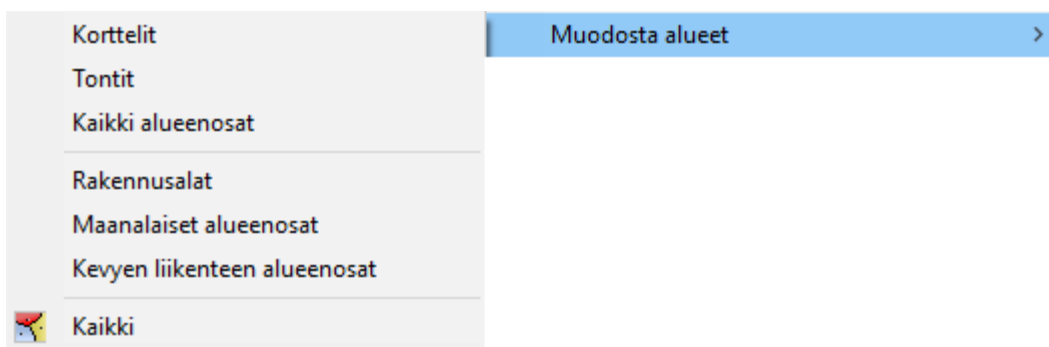 Muodosta alueet
Korttelit
Tontit
Kaikki alueenosat
Rakennusalat
Maanalaiset alueenosat
Kevyen liikenteen alueenosat
Kaikki